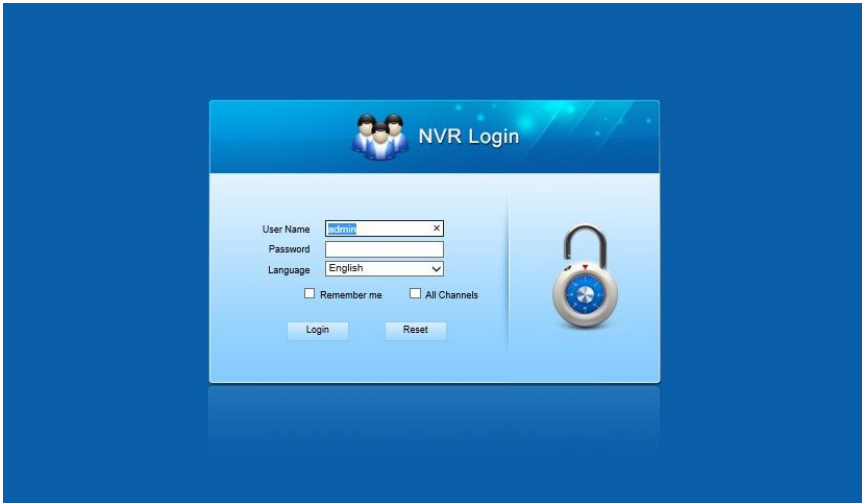 NVR Login
User Name admin
Password
Language English
Remember me All Channels
Login Reset